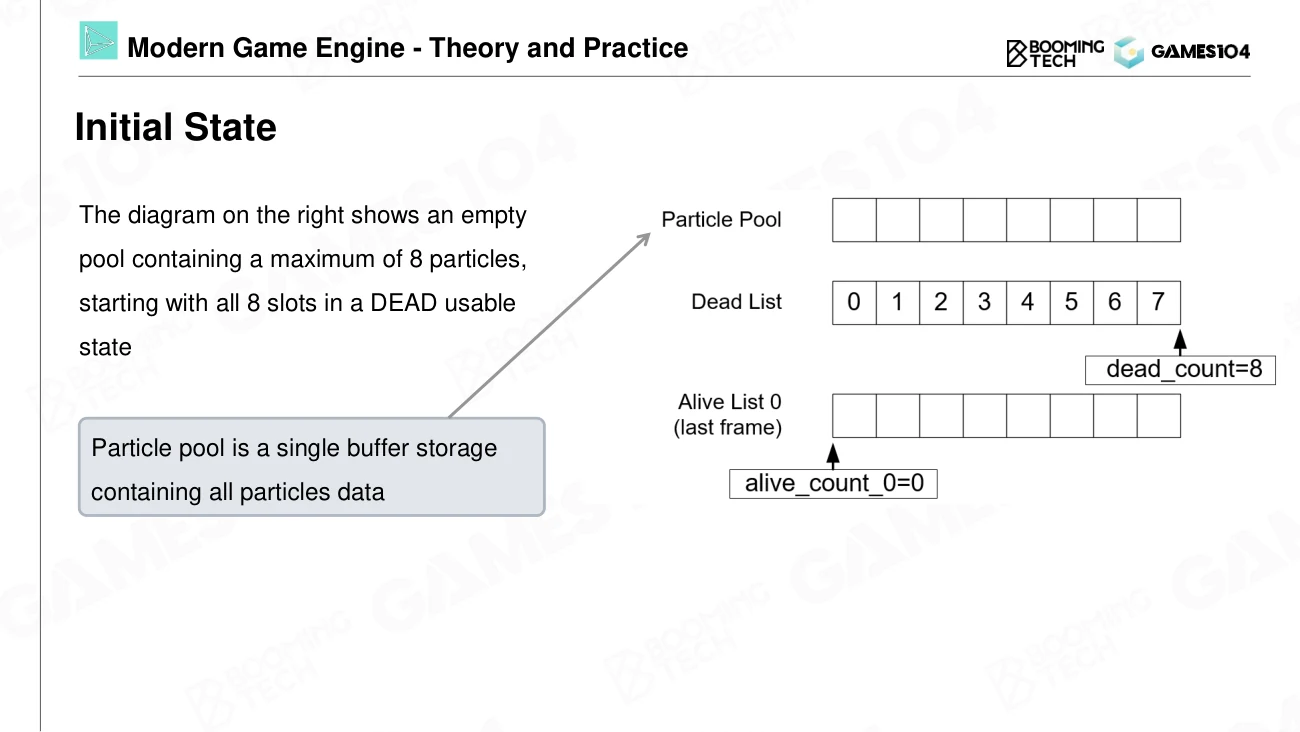 Modern Game Engine - Theory and Practice
BOOMING
TECH
GAMES104
Initial State
The diagram on the right shows an empty
pool containing a maximum of 8 particles,
starting with all 8 slots in a DEAD usable
state
Particle pool is a single buffer storage
containing all particles data
Particle Pool
Dead List
0 1 2 3 4 5 6 7
dead_count=8
Alive List 0
(last frame)
alive_count_0=0